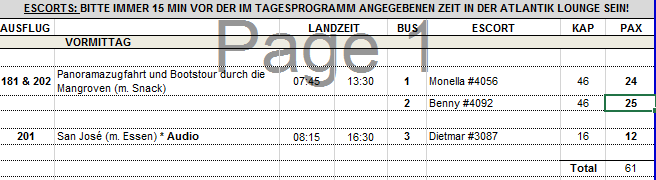 ESCORTS: BITTE IMMER 15 MIN VOR DER IM TAGESPROGRAMM ANGEGEBENEN ZEIT IN DER ATLANTIK LOUNGE SEIN!
AUSFLUG LANDZEIT BUS ESCORT KAP PAX
VORMITTAG
Page 1
181 & 202 Panoramazugfahrt und Bootstour durch die Mangroven (m. Snack) 07:45 13:30 1 Monella #4056 46 24
2 Benny #4092 46 25
201 San José (m. Essen) * Audio 08:15 16:30 3 Dietmar #3087 16 12
Total 61